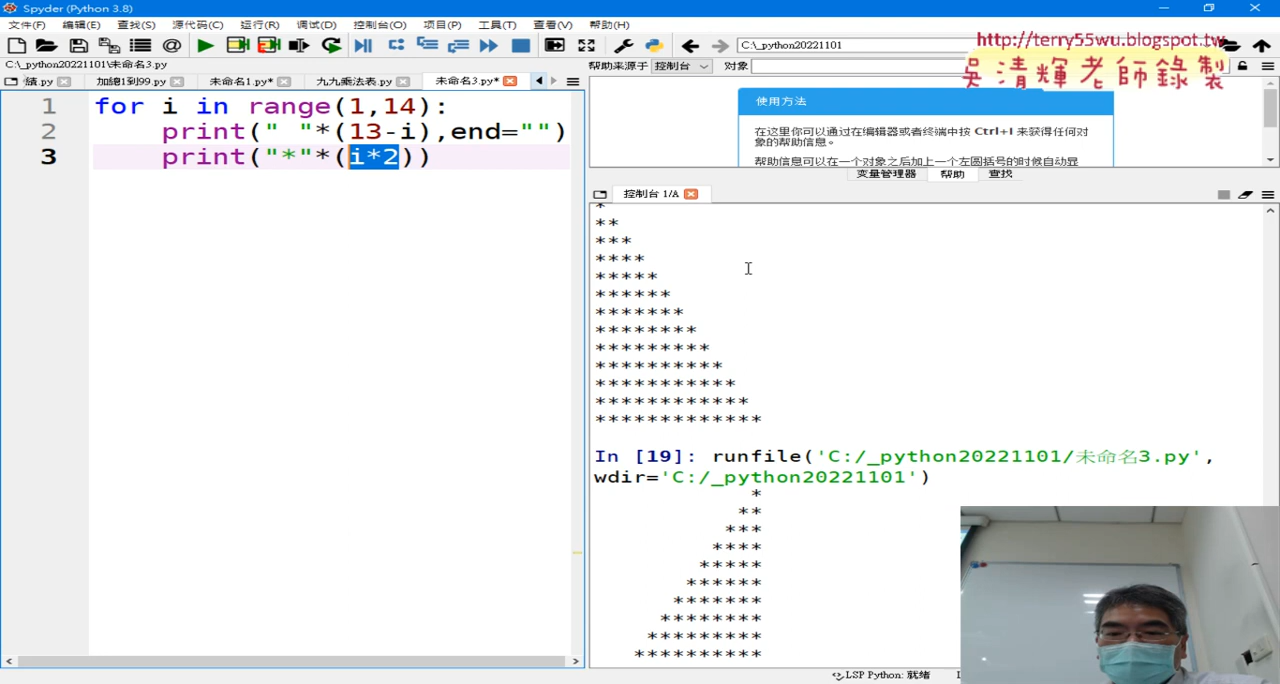 Spyder (Python 3.8)
文件(F) 编辑(E) 查找(S) 源代码(C) 运行(R) 调试(D) 控制台(O) 项目(P) 工具(T) 查看(V) 帮助(H)
C:\_python20221101
http://terry55wu.blogspot.tw
吳清輝老師錄製
C:\_python20221101\未命名3.py
帮助来源于 控制台 对象
绩.py 加總1到99.py 未命名1.py* 九九乘法表.py 未命名3.py*
1 for i in range(1,14):
2 print(" "*(13-i),end="")
3 print("*"*(i*2))
使用方法
在这里你可以通过在编辑器或者终端中按 Ctrl+I 来获得任何对
象的帮助信息。
帮助信息可以在一个对象之后加上一个左圆括号的时候自动显
变量管理器 帮助 查找
控制台 1/A
*
**
***
****
*****
******
*******
********
*********
**********
***********
************
*************
In [19]: runfile('C:/_python20221101/未命名3.py',
wdir='C:/_python20221101')
*
**
***
****
*****
******
*******
********
*********
**********
LSP Python: 就绪